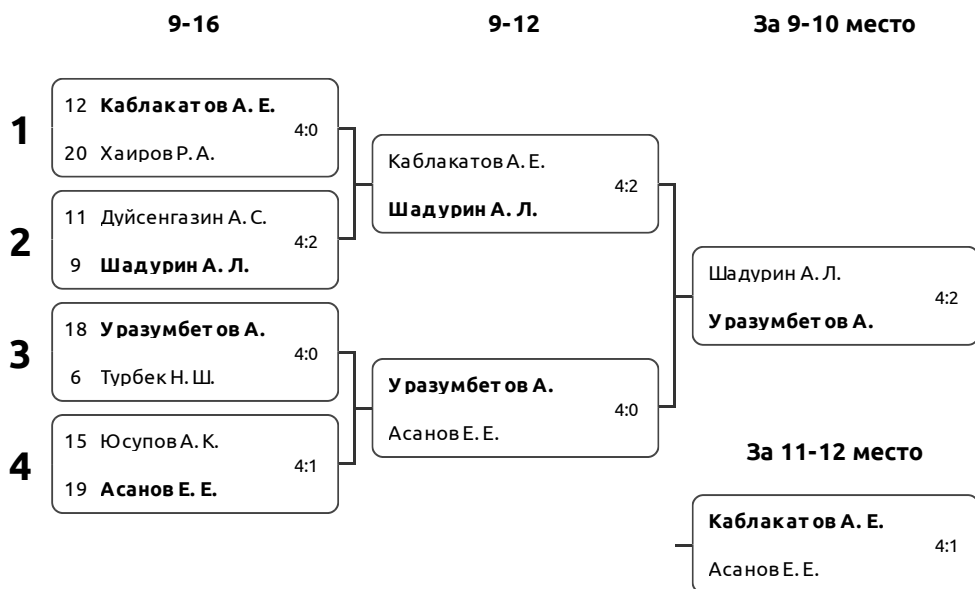 9-16
9-12
За 9-10 место
1
12 Каблакатов А. Е.
4:0
20 Хаиров Р. А.
2
11 Дуйсенгазин А. С.
4:2
9 Шадурин А. Л.
3
18 Уразумбетов А.
4:0
6 Турбек Н. Ш.
4
15 Юсупов А. К.
4:1
19 Асанов Е. Е.
Каблакатов А. Е.
4:2
Шадурин А. Л.
Уразумбетов А.
4:0
Асанов Е. Е.
Шадурин А. Л.
4:2
Уразумбетов А.
За 11-12 место
Каблакатов А. Е.
4:1
Асанов Е. Е.